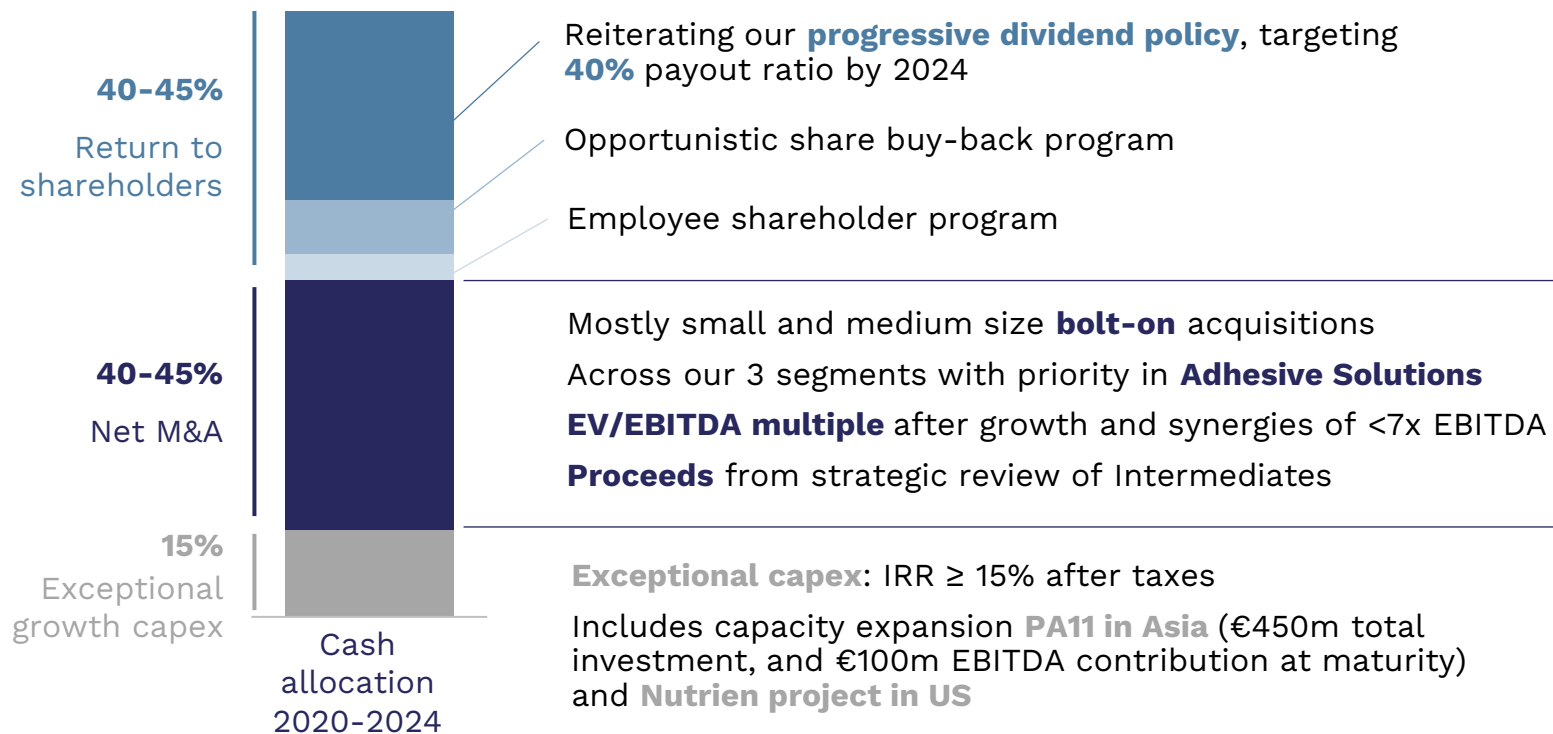 40-45%
Return to
shareholders
Reiterating our progressive dividend policy, targeting
40% payout ratio by 2024
Opportunistic share buy-back program
Employee shareholder program
40-45%
Net M&A
Mostly small and medium size bolt-on acquisitions
Across our 3 segments with priority in Adhesive Solutions
EV/EBITDA multiple after growth and synergies of <7x EBITDA
Proceeds from strategic review of Intermediates
15%
Exceptional
growth capex
Exceptional capex: IRR ≥ 15% after taxes
Includes capacity expansion PA11 in Asia (€450m total
investment, and €100m EBITDA contribution at maturity)
and Nutrien project in US
Cash
allocation
2020-2024